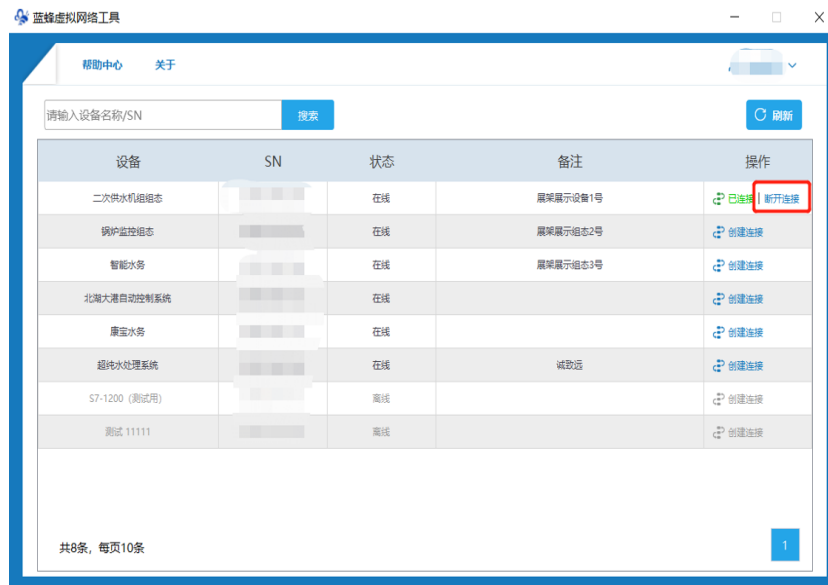 蓝蜂虚拟网络工具
帮助中心 关于
请输入设备名称/SN 搜索 刷新
设备 SN 状态 备注 操作
二次供水机组组态 在线 展架展示设备1号 已连接 | 断开连接
锅炉监控组态 在线 展架展示组态2号 创建连接
智能水务 在线 展架展示组态3号 创建连接
北湖大港自动控制系统 在线 创建连接
康宝水务 在线 创建连接
超纯水处理系统 在线 诚致远 创建连接
S7-1200（测试用） 离线 创建连接
测试 11111 离线 创建连接
共8条，每页10条 1